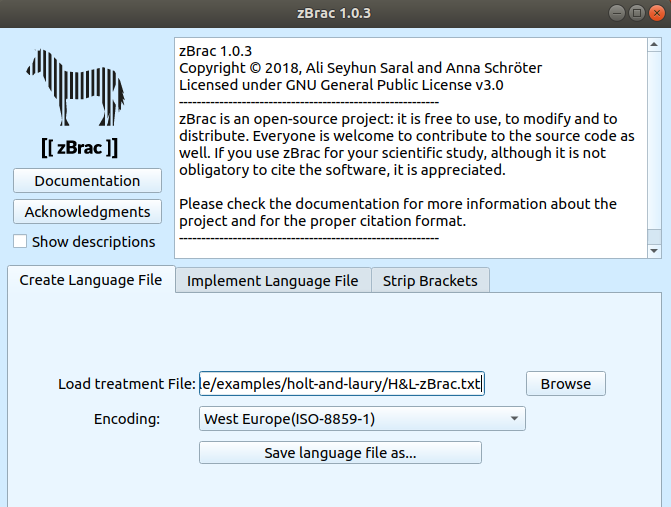 zBrac 1.0.3
[[ zBrac ]]
Documentation
Acknowledgments
Show descriptions
zBrac 1.0.3
Copyright © 2018, Ali Seyhun Saral and Anna Schröter
Licensed under GNU General Public License v3.0
----------------------------------------------------------
zBrac is an open-source project: it is free to use, to modify and to
distribute. Everyone is welcome to contribute to the source code as
well. If you use zBrac for your scientific study, although it is not
obligatory to cite the software, it is appreciated.
Please check the documentation for more information about the
project and for the proper citation format.
----------------------------------------------------------
Create Language File
Implement Language File
Strip Brackets
Load treatment File:
le/examples/holt-and-laury/H&L-zBrac.txt
Browse
Encoding:
West Europe(ISO-8859-1)
Save language file as...